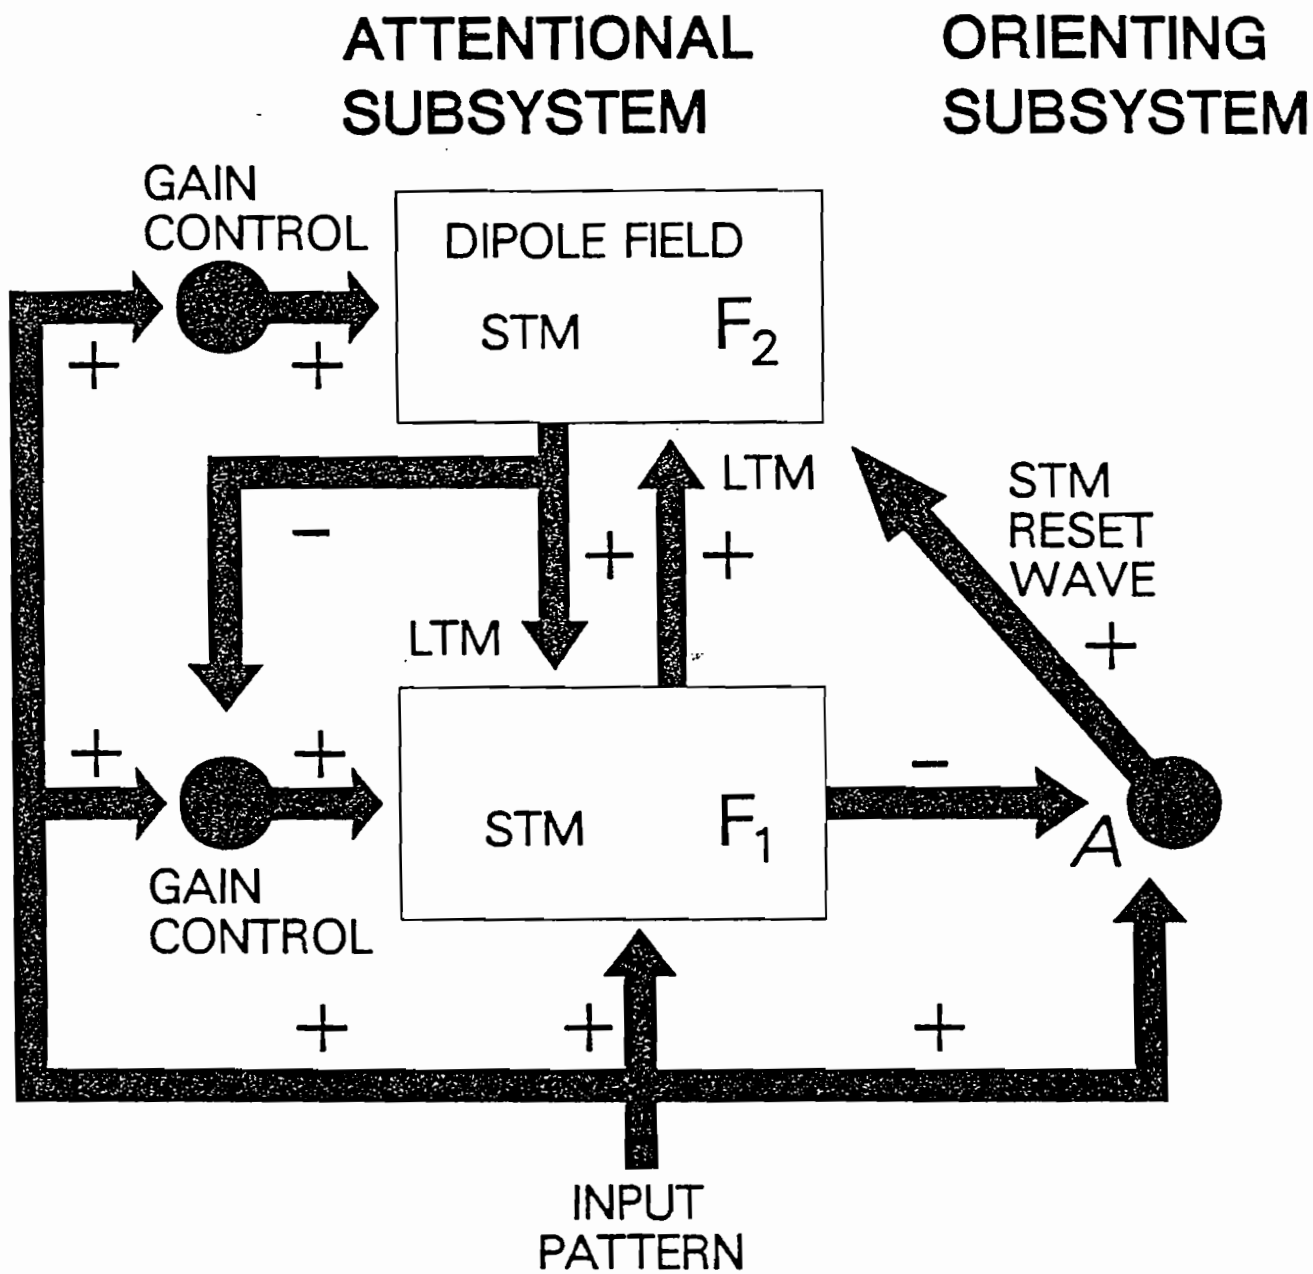 ATTENTIONAL
SUBSYSTEM
ORIENTING
SUBSYSTEM
GAIN
CONTROL
DIPOLE FIELD
STM F₂
+ +
LTM
STM
RESET
WAVE
-
+ +
LTM
+
+ +
-
STM F₁
A
GAIN
CONTROL
+ + +
INPUT
PATTERN